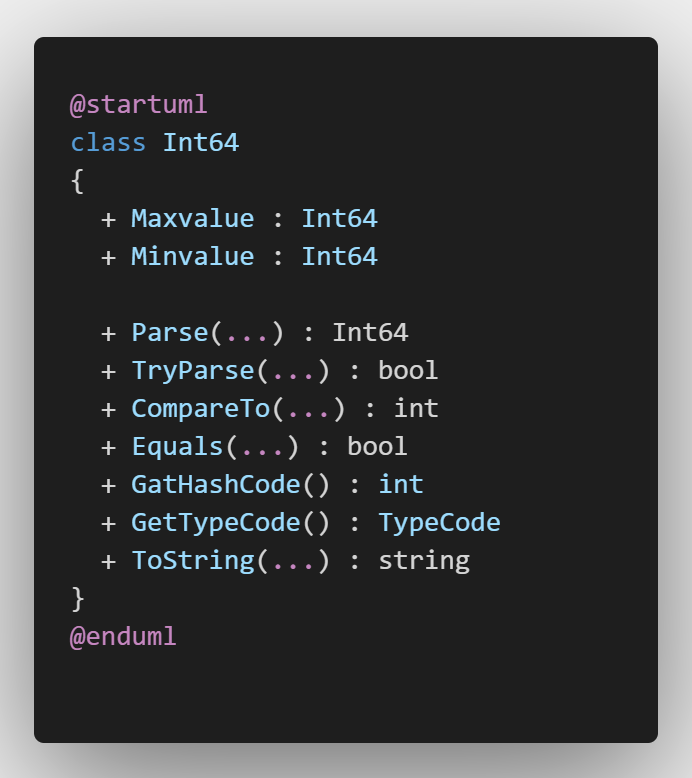 @startuml
class Int64
{
  + Maxvalue : Int64
  + Minvalue : Int64

  + Parse(...) : Int64
  + TryParse(...) : bool
  + CompareTo(...) : int
  + Equals(...) : bool
  + GatHashCode() : int
  + GetTypeCode() : TypeCode
  + ToString(...) : string
}
@enduml